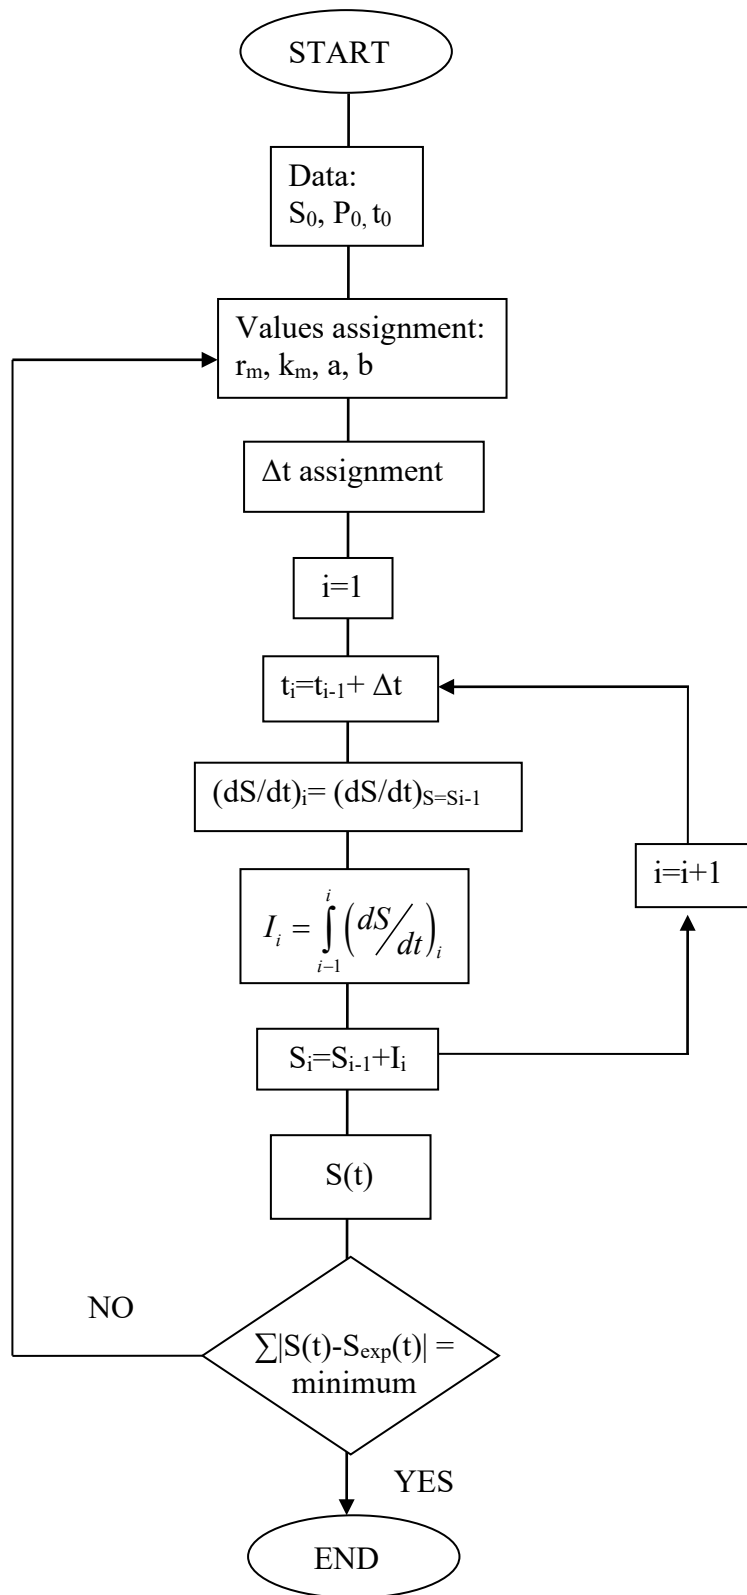 START
Data:
S₀, P₀, t₀
Values assignment:
rₘ, kₘ, a, b
Δt assignment
i=1
tᵢ=tᵢ₋₁+ Δt
(dS/dt)ᵢ= (dS/dt)S=Si-1
i=i+1
Iᵢ = ∫ᵢ₋₁ⁱ (dS/dt)ᵢ
Sᵢ=Sᵢ₋₁+Iᵢ
S(t)
NO
∑|S(t)-Sexp(t)| =
minimum
YES
END